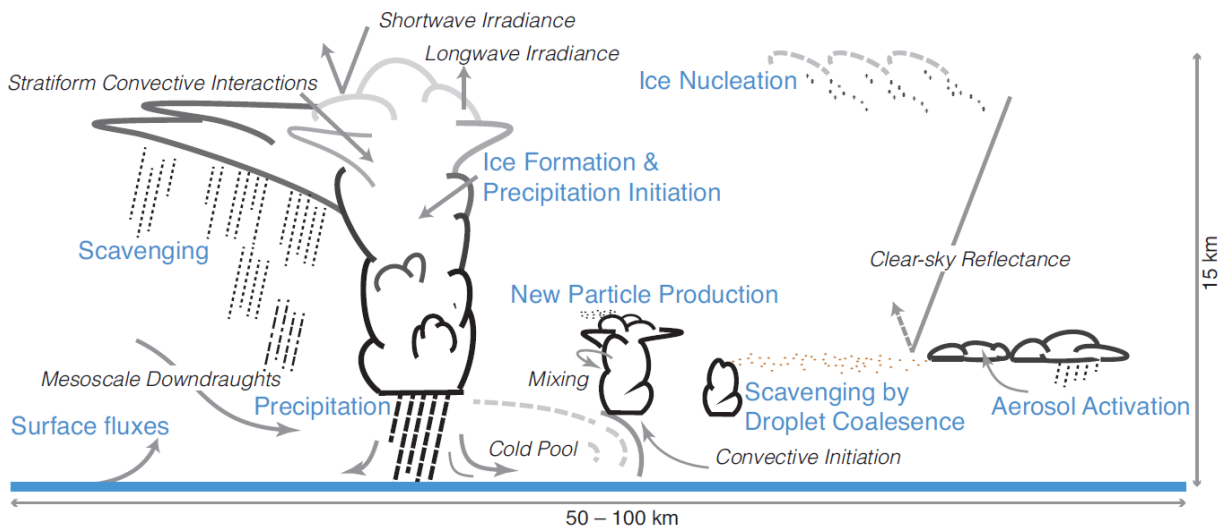 Shortwave Irradiance
Longwave Irradiance
Stratiform Convective Interactions
Ice Nucleation
Ice Formation &
Precipitation Initiation
Scavenging
Clear-sky Reflectance
15 km
New Particle Production
Mesoscale Downdraughts
Mixing
Precipitation
Scavenging by
Droplet Coalesence
Aerosol Activation
Surface fluxes
Cold Pool
Convective Initiation
50 – 100 km